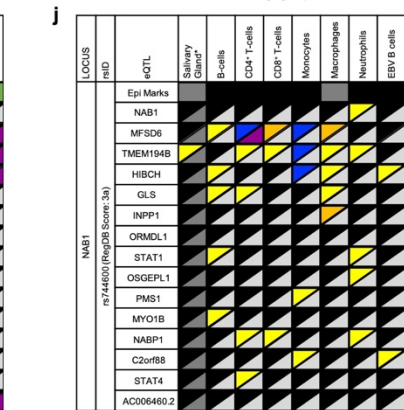 j
LOCUS
rsID
eQTL
Salivary
Gland*
B-cells
CD4⁺ T-cells
CD8⁺ T-cells
Monocytes
Macrophages
Neutrophils
EBV B cells
NAB1
rs744600 (RegDB Score: 3a)
Epi Marks
NAB1
MFSD6
TMEM194B
HIBCH
GLS
INPP1
ORMDL1
STAT1
OSGEPL1
PMS1
MYO1B
NABP1
C2orf88
STAT4
AC006460.2